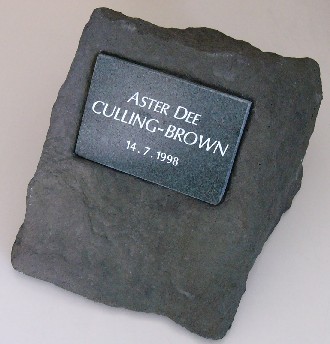 ASTER DEE
CULLING-BROWN
14.7.1998